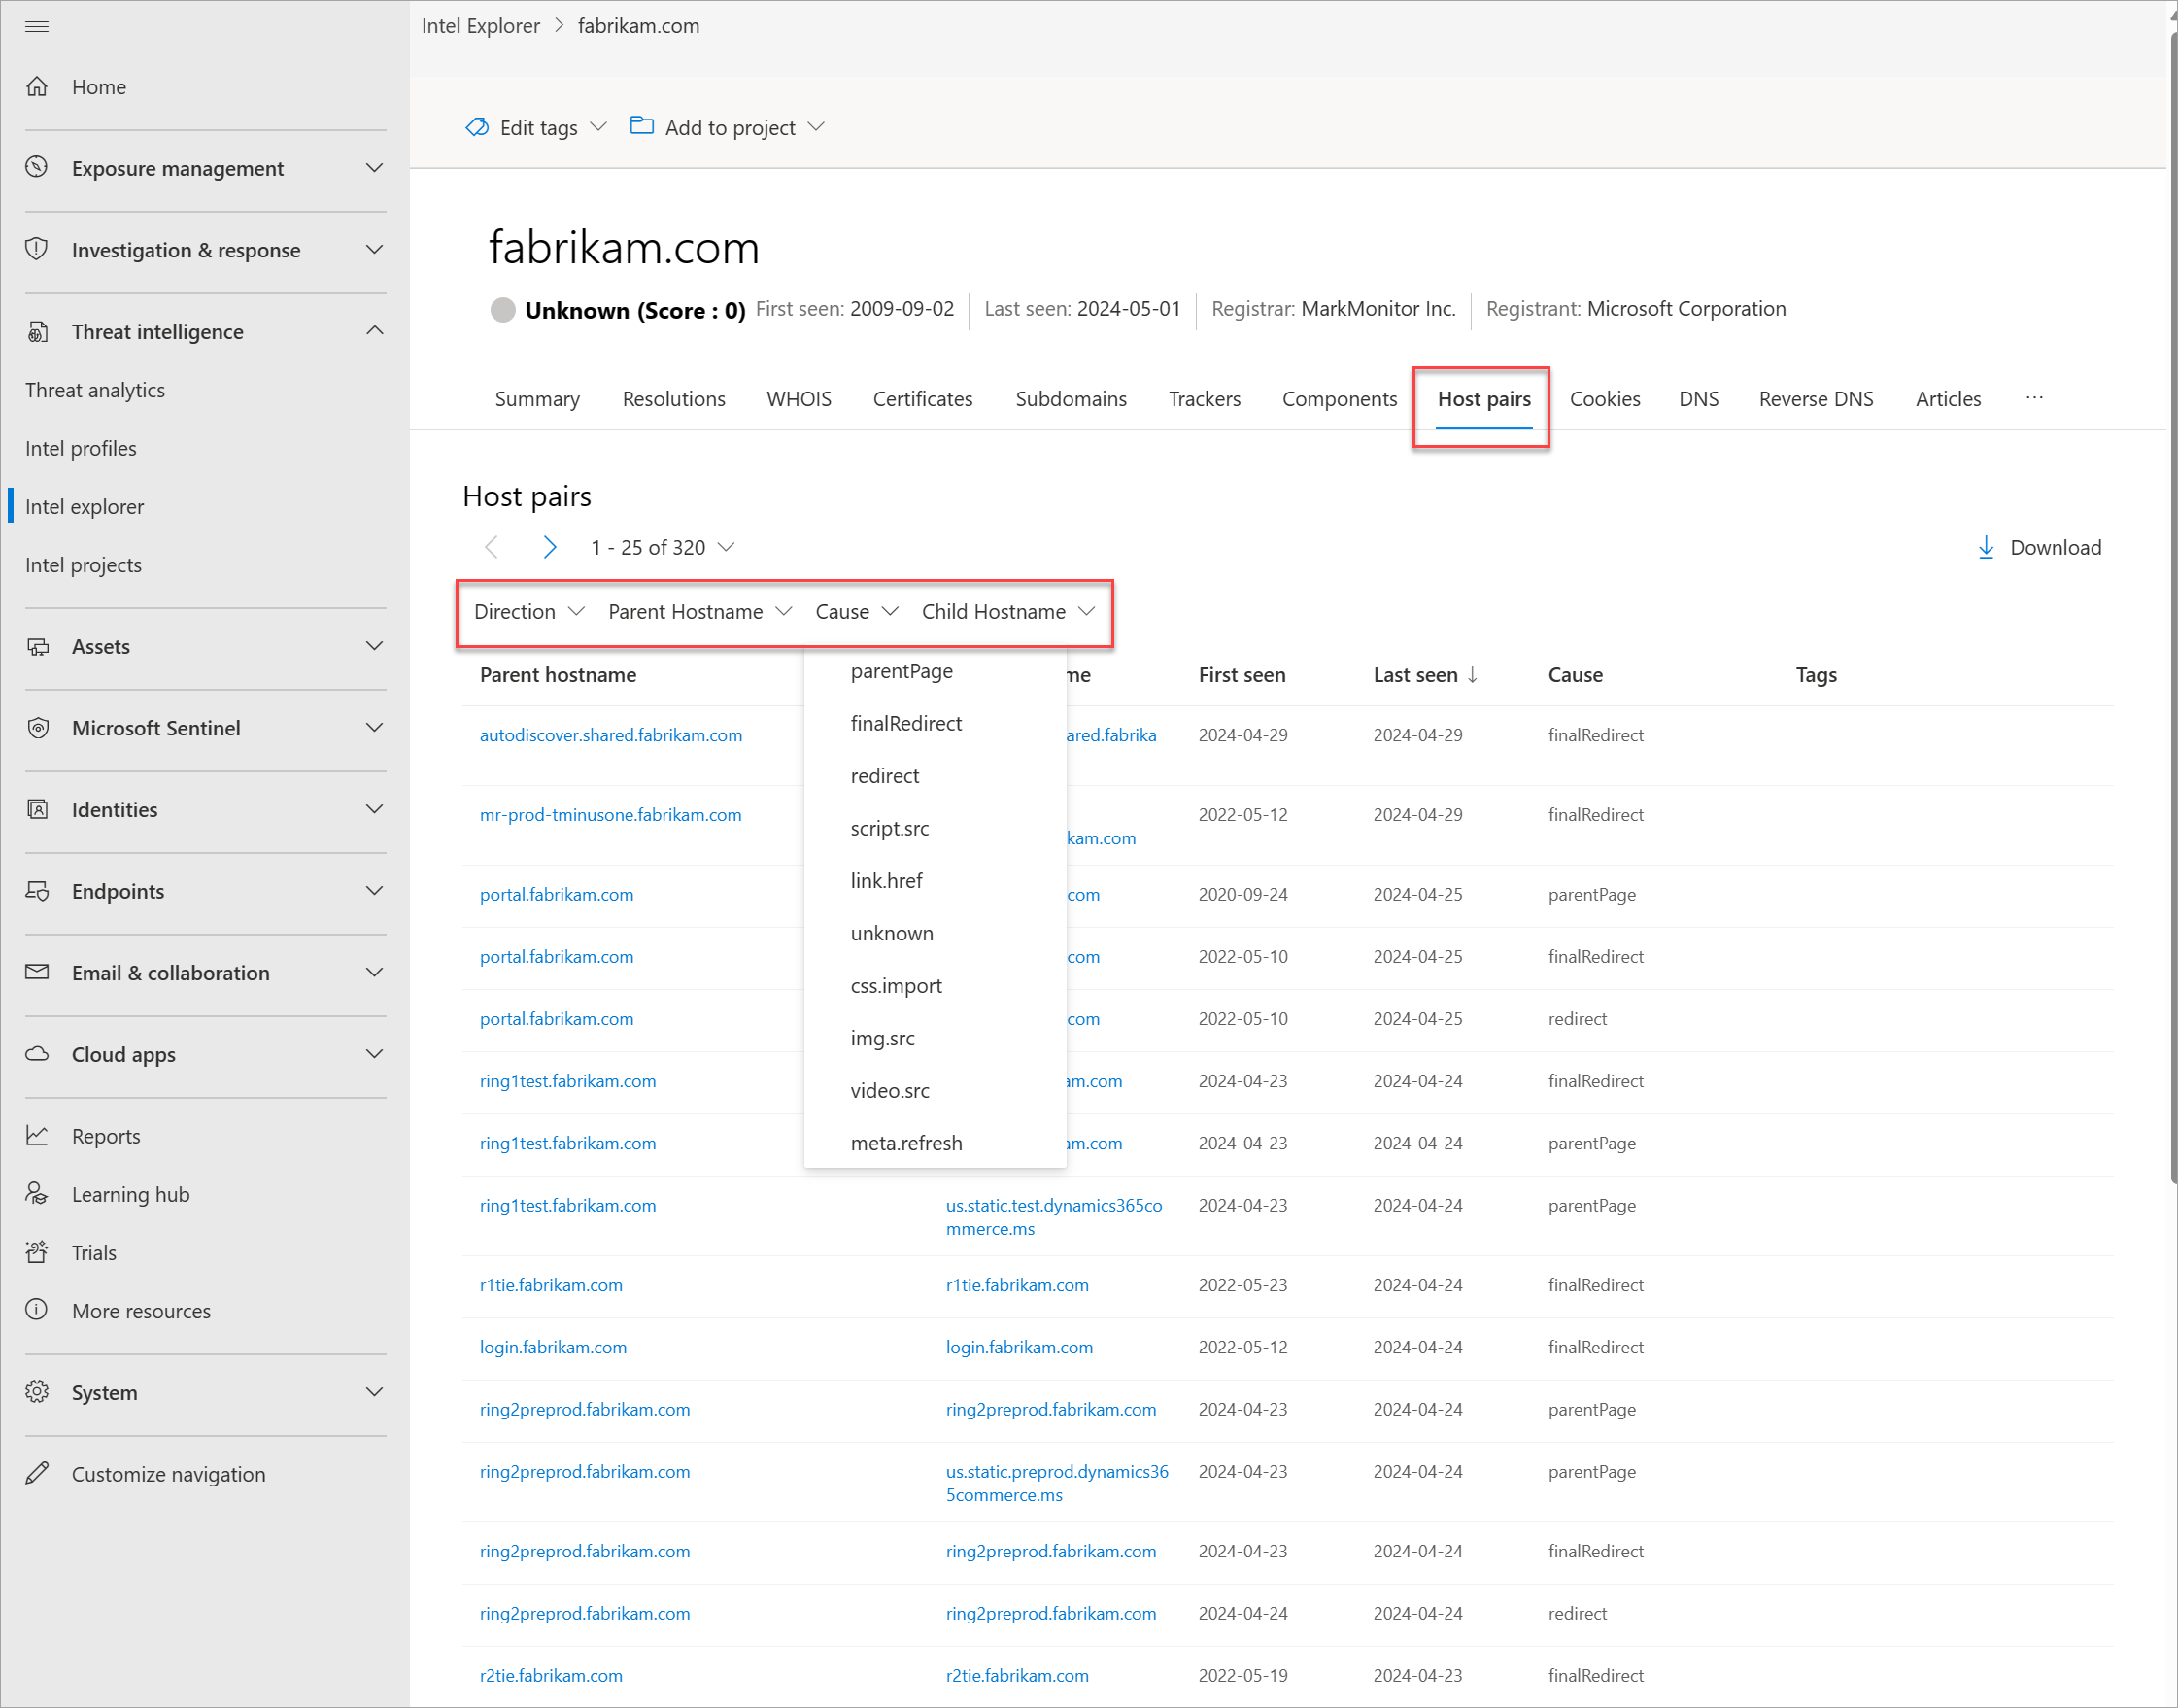 Intel Explorer > fabrikam.com
Home
Exposure management
Investigation & response
Threat intelligence
Threat analytics
Intel profiles
Intel explorer
Intel projects
Assets
Microsoft Sentinel
Identities
Endpoints
Email & collaboration
Cloud apps
Reports
Learning hub
Trials
More resources
System
Customize navigation
Edit tags Add to project
fabrikam.com
Unknown (Score : 0) First seen: 2009-09-02 Last seen: 2024-05-01 Registrar: MarkMonitor Inc. Registrant: Microsoft Corporation
Summary Resolutions WHOIS Certificates Subdomains Trackers Components Host pairs Cookies DNS Reverse DNS Articles ...
Host pairs
1 - 25 of 320 Download
Direction Parent Hostname Cause Child Hostname
parentPage
finalRedirect
redirect
script.src
link.href
unknown
css.import
img.src
video.src
meta.refresh
Parent hostname me First seen Last seen ↓ Cause Tags
autodiscover.shared.fabrikam.com ared.fabrika 2024-04-29 2024-04-29 finalRedirect
mr-prod-tminusone.fabrikam.com 2022-05-12 2024-04-29 finalRedirect
kam.com
portal.fabrikam.com com 2020-09-24 2024-04-25 parentPage
portal.fabrikam.com com 2022-05-10 2024-04-25 finalRedirect
portal.fabrikam.com com 2022-05-10 2024-04-25 redirect
ring1test.fabrikam.com am.com 2024-04-23 2024-04-24 finalRedirect
ring1test.fabrikam.com am.com 2024-04-23 2024-04-24 parentPage
ring1test.fabrikam.com us.static.test.dynamics365co 2024-04-23 2024-04-24 parentPage
mmerce.ms
r1tie.fabrikam.com r1tie.fabrikam.com 2022-05-23 2024-04-24 finalRedirect
login.fabrikam.com login.fabrikam.com 2022-05-12 2024-04-24 finalRedirect
ring2preprod.fabrikam.com ring2preprod.fabrikam.com 2024-04-23 2024-04-24 parentPage
ring2preprod.fabrikam.com us.static.preprod.dynamics36 2024-04-23 2024-04-24 parentPage
5commerce.ms
ring2preprod.fabrikam.com ring2preprod.fabrikam.com 2024-04-23 2024-04-24 finalRedirect
ring2preprod.fabrikam.com ring2preprod.fabrikam.com 2024-04-24 2024-04-24 redirect
r2tie.fabrikam.com r2tie.fabrikam.com 2022-05-19 2024-04-23 finalRedirect